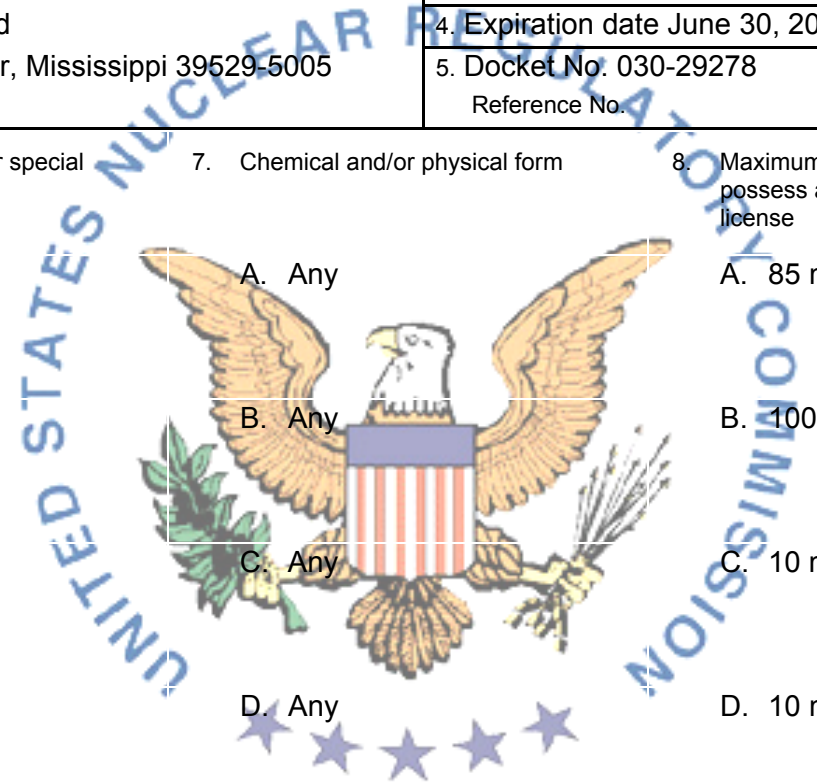 d
4. Expiration date June 30, 20
r, Mississippi 39529-5005
5. Docket No. 030-29278
Reference No.
r special
7. Chemical and/or physical form
8. Maximum
possess a
license
A. Any
A. 85 m
B. Any
B. 100
C. Any
C. 10 m
D. Any
D. 10 m
UNITED STATES NUCLEAR REGULATORY COMMISSION